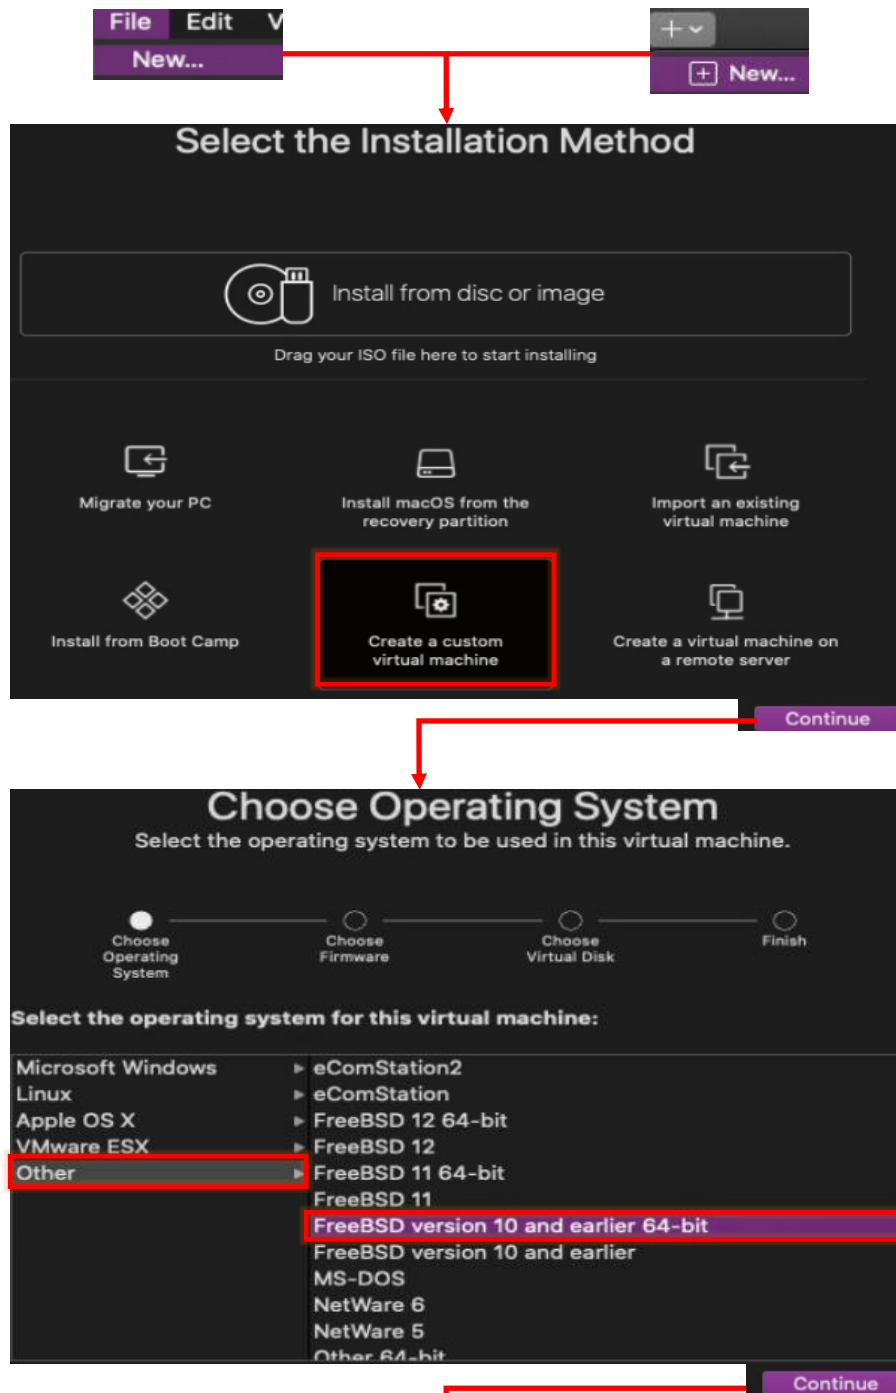 File Edit V
New...
+
New...
Select the Installation Method
Install from disc or image
Drag your ISO file here to start installing
Migrate your PC
Install macOS from the
recovery partition
Import an existing
virtual machine
Install from Boot Camp
Create a custom
virtual machine
Create a virtual machine on
a remote server
Continue
Choose Operating System
Select the operating system to be used in this virtual machine.
Choose
Operating
System
Choose
Firmware
Choose
Virtual Disk
Finish
Select the operating system for this virtual machine:
Microsoft Windows
Linux
Apple OS X
VMware ESX
Other
eComStation2
eComStation
FreeBSD 12 64-bit
FreeBSD 12
FreeBSD 11 64-bit
FreeBSD 11
FreeBSD version 10 and earlier 64-bit
FreeBSD version 10 and earlier
MS-DOS
NetWare 6
NetWare 5
Other 64-bit
Continue